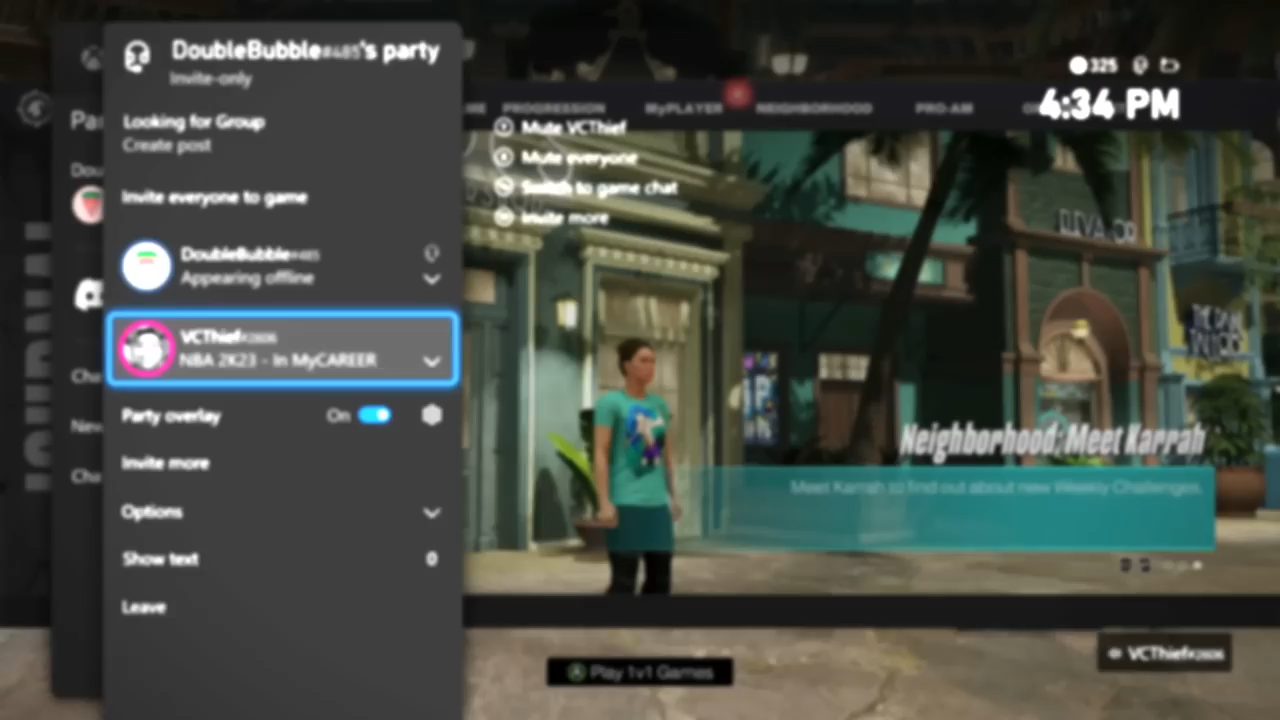 DoubleBubble#485's party
Invite-only
Looking for Group
Create post
Invite everyone to game
DoubleBubble#485
Appearing offline
VCThief
NBA 2K23 - In MyCAREER
Party overlay On
Invite more
Options
Show text 0
Leave
325
4:34 PM
PROGRESSION MyPLAYER NEIGHBORHOOD PRO-AM
Mute VCThief
Mute everyone
Switch to game chat
Invite more
Neighborhood: Meet Karrah
Meet Karrah to find out about new Weekly Challenges.
Play 1v1 Games
VCThief